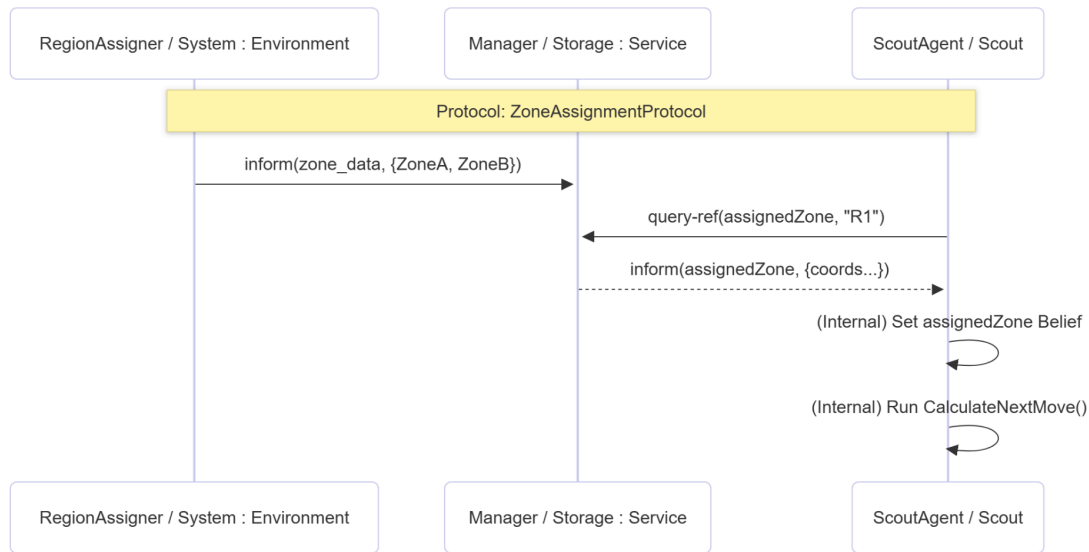 RegionAssigner / System : Environment
Manager / Storage : Service
ScoutAgent / Scout
Protocol: ZoneAssignmentProtocol
inform(zone_data, {ZoneA, ZoneB})
query-ref(assignedZone, "R1")
inform(assignedZone, {coords...})
(Internal) Set assignedZone Belief
(Internal) Run CalculateNextMove()
RegionAssigner / System : Environment
Manager / Storage : Service
ScoutAgent / Scout